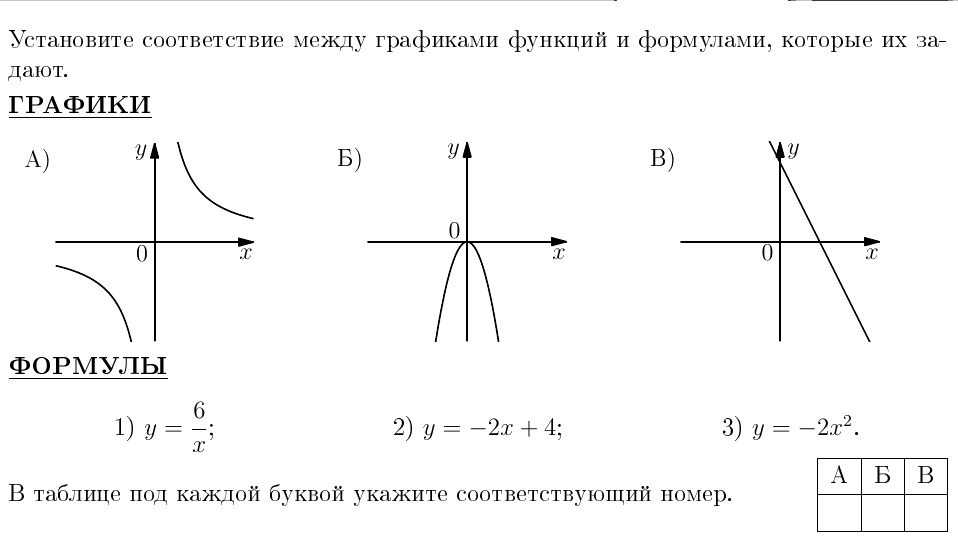 Установите соответствие между графиками функций и формулами, которые их за-
дают.
ГРАФИКИ
А) y 0 x
Б) y 0 x
В) y 0 x
ФОРМУЛЫ
1) y = 6/x; 2) y = −2x + 4; 3) y = −2x².
В таблице под каждой буквой укажите соответствующий номер.
А Б В